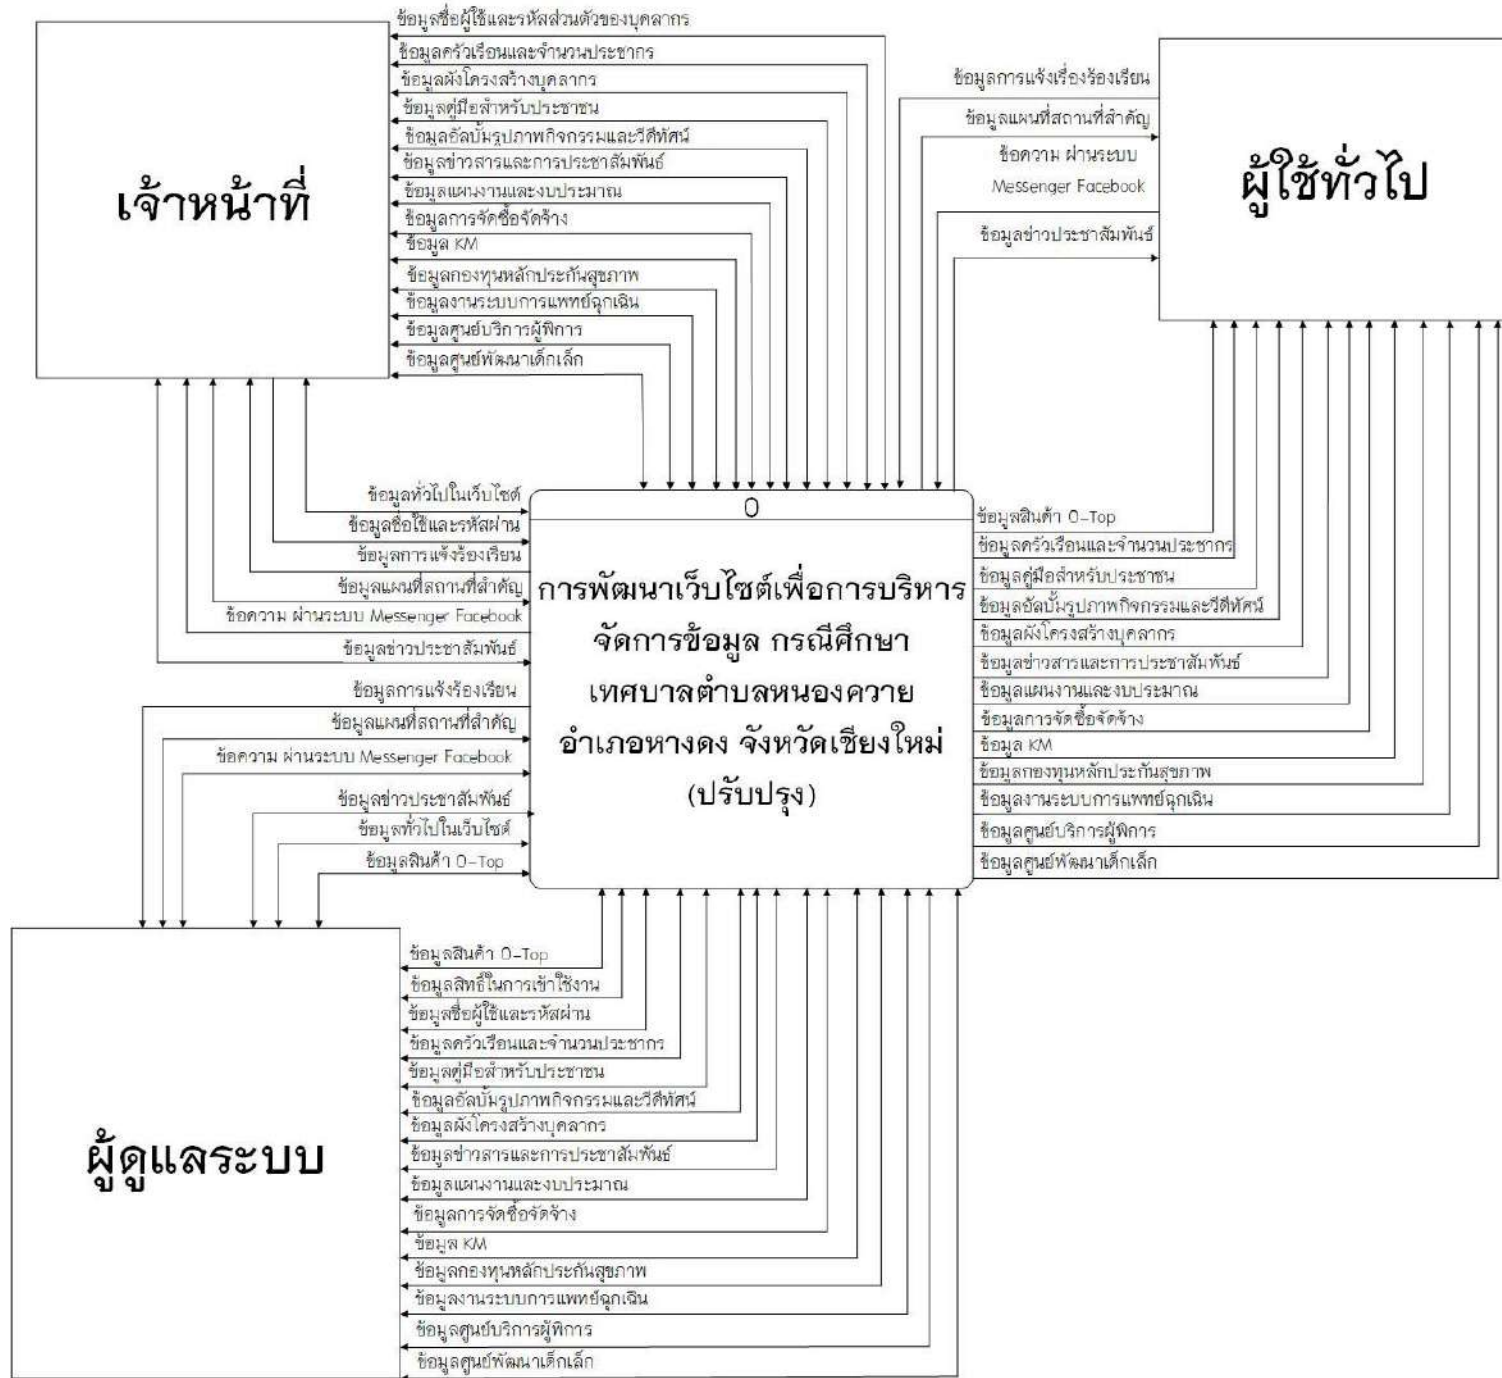 ข้อมูลชื่อผู้ใช้และรหัสส่วนตัวของบุคลากร
ข้อมูลครัวเรือนและจำนวนประชากร
ข้อมูลผังโครงสร้างบุคลากร
ข้อมูลคู่มือสำหรับประชาชน
ข้อมูลอัลบั้มรูปภาพกิจกรรมและวีดีทัศน์
ข้อมูลข่าวสารและการประชาสัมพันธ์
ข้อมูลแผนงานและงบประมาณ
ข้อมูลการจัดซื้อจัดจ้าง
ข้อมูล KM
ข้อมูลกองทุนหลักประกันสุขภาพ
ข้อมูลงานระบบการแพทย์ฉุกเฉิน
ข้อมูลศูนย์บริการผู้พิการ
ข้อมูลศูนย์พัฒนาเด็กเล็ก
เจ้าหน้าที่
ข้อมูลการแจ้งเรื่องร้องเรียน
ข้อมูลแผนที่สถานที่สำคัญ
ข้อความ ผ่านระบบ
Messenger Facebook
ข้อมูลข่าวประชาสัมพันธ์
ผู้ใช้ทั่วไป
ข้อมูลทั่วไปในเว็บไซต์
ข้อมูลชื่อใช้และรหัสผ่าน
ข้อมูลการแจ้งร้องเรียน
ข้อมูลแผนที่สถานที่สำคัญ
ข้อความ ผ่านระบบ Messenger Facebook
ข้อมูลข่าวประชาสัมพันธ์
ข้อมูลการแจ้งร้องเรียน
ข้อมูลแผนที่สถานที่สำคัญ
ข้อความ ผ่านระบบ Messenger Facebook
ข้อมูลข่าวประชาสัมพันธ์
ข้อมูลทั่วไปในเว็บไซต์
ข้อมูลสินค้า O-Top
0
การพัฒนาเว็บไซต์เพื่อการบริหาร
จัดการข้อมูล กรณีศึกษา
เทศบาลตำบลหนองควาย
อำเภอหางดง จังหวัดเชียงใหม่
(ปรับปรุง)
ข้อมูลสินค้า O-Top
ข้อมูลครัวเรือนและจำนวนประชากร
ข้อมูลคู่มือสำหรับประชาชน
ข้อมูลอัลบั้มรูปภาพกิจกรรมและวีดีทัศน์
ข้อมูลผังโครงสร้างบุคลากร
ข้อมูลข่าวสารและการประชาสัมพันธ์
ข้อมูลแผนงานและงบประมาณ
ข้อมูลการจัดซื้อจัดจ้าง
ข้อมูล KM
ข้อมูลกองทุนหลักประกันสุขภาพ
ข้อมูลงานระบบการแพทย์ฉุกเฉิน
ข้อมูลศูนย์บริการผู้พิการ
ข้อมูลศูนย์พัฒนาเด็กเล็ก
ผู้ดูแลระบบ
ข้อมูลสินค้า O-Top
ข้อมูลสิทธิ์ในการเข้าใช้งาน
ข้อมูลชื่อผู้ใช้และรหัสผ่าน
ข้อมูลครัวเรือนและจำนวนประชากร
ข้อมูลคู่มือสำหรับประชาชน
ข้อมูลอัลบั้มรูปภาพกิจกรรมและวีดีทัศน์
ข้อมูลผังโครงสร้างบุคลากร
ข้อมูลข่าวสารและการประชาสัมพันธ์
ข้อมูลแผนงานและงบประมาณ
ข้อมูลการจัดซื้อจัดจ้าง
ข้อมูล KM
ข้อมูลกองทุนหลักประกันสุขภาพ
ข้อมูลงานระบบการแพทย์ฉุกเฉิน
ข้อมูลศูนย์บริการผู้พิการ
ข้อมูลศูนย์พัฒนาเด็กเล็ก